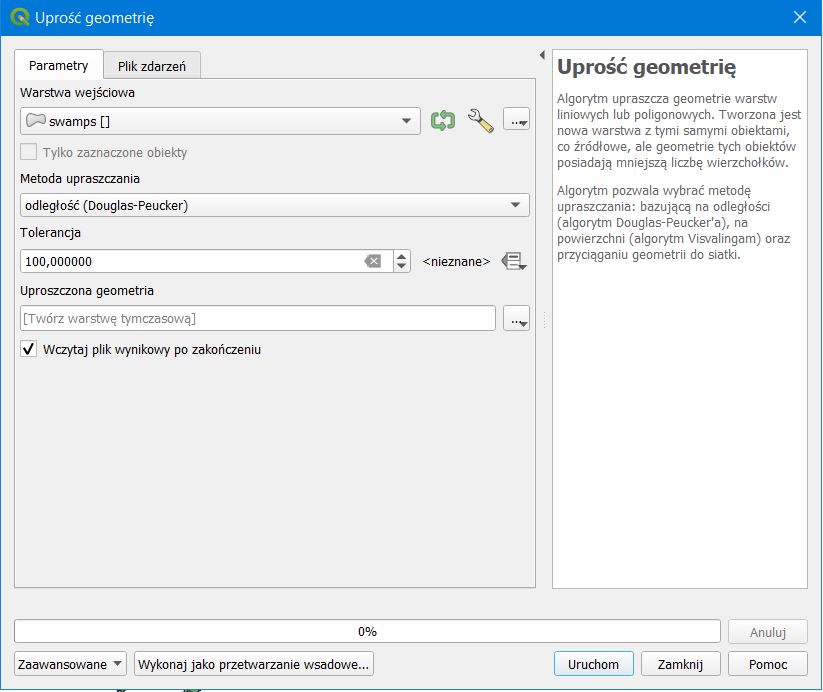 Uprość geometrię
Parametry
Plik zdarzeń
Warstwa wejściowa
swamps []
...
Tylko zaznaczone obiekty
Metoda upraszczania
odległość (Douglas-Peucker)
Tolerancja
100,000000
<nieznane>
Uproszczona geometria
[Twórz warstwę tymczasową]
...
Wczytaj plik wynikowy po zakończeniu
Uprość geometrię
Algorytm upraszcza geometrie warstw
liniowych lub poligonowych. Tworzona jest
nowa warstwa z tymi samymi obiektami,
co źródłowe, ale geometrie tych obiektów
posiadają mniejszą liczbę wierzchołków.
Algorytm pozwala wybrać metodę
upraszczania: bazującą na odległości
(algorytm Douglas-Peucker'a), na
powierzchni (algorytm Visvalingam) oraz
przyciąganiu geometrii do siatki.
0%
Anuluj
Zaawansowane
Wykonaj jako przetwarzanie wsadowe...
Uruchom
Zamknij
Pomoc